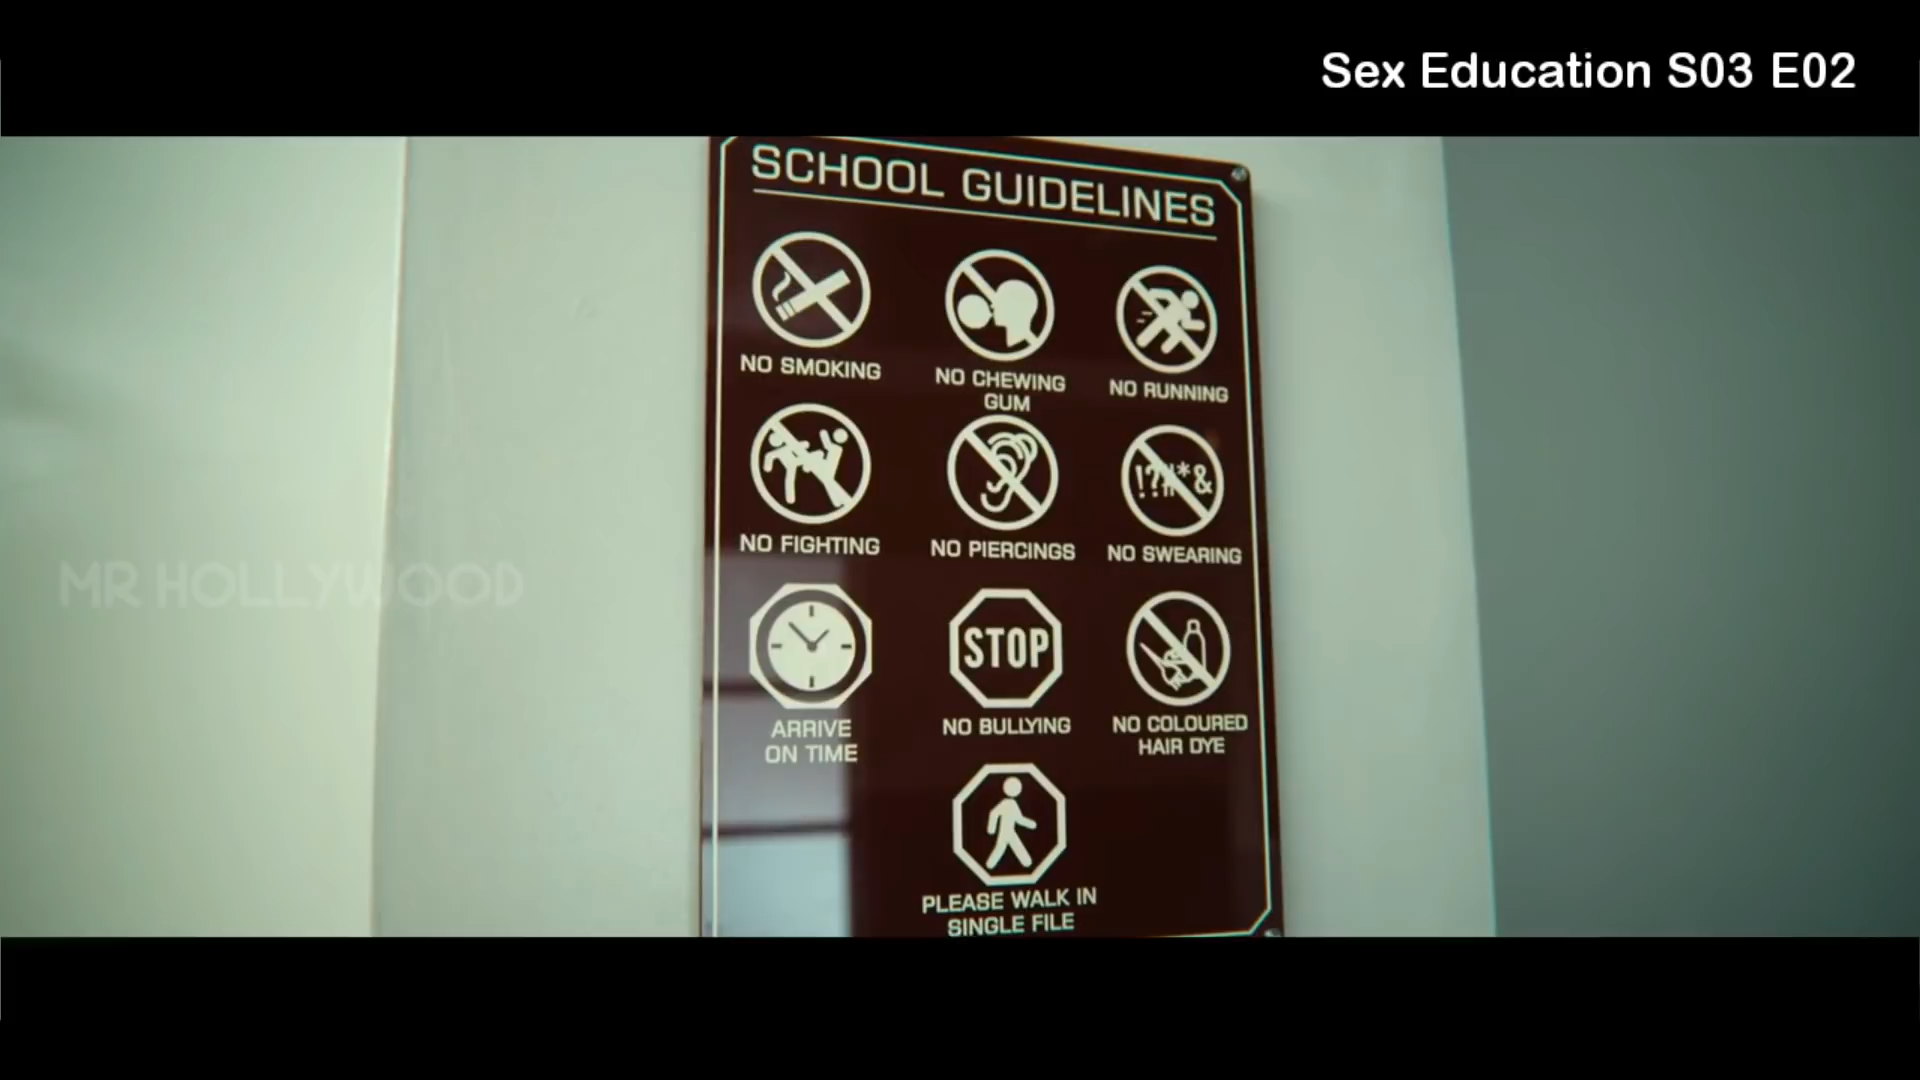 Sex Education S03 E02
SCHOOL GUIDELINES
NO SMOKING
NO CHEWING
GUM
NO RUNNING
NO FIGHTING
NO PIERCINGS
!?#*&
NO SWEARING
MR HOLLYWOOD
ARRIVE
ON TIME
STOP
NO BULLYING
NO COLOURED
HAIR DYE
PLEASE WALK IN
SINGLE FILE